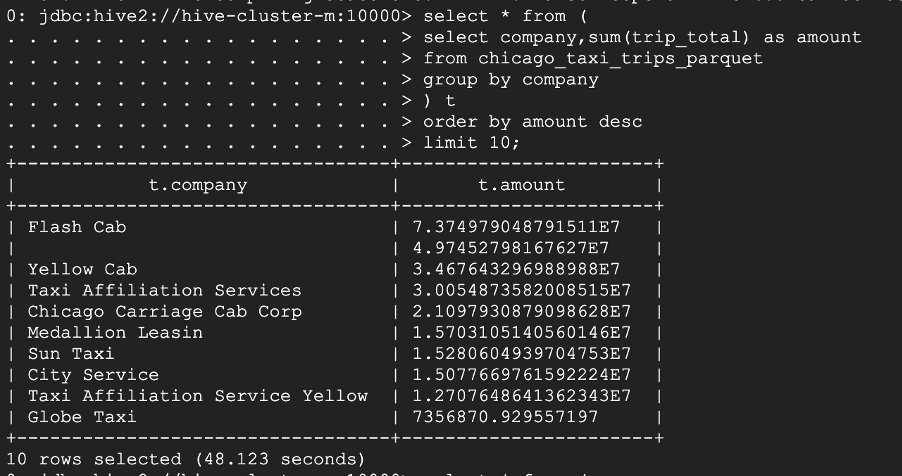 0: jdbc:hive2://hive-cluster-m:10000> select * from (
. . . . . . . . . . . . . . . . . . . . . . > select company,sum(trip_total) as amount
. . . . . . . . . . . . . . . . . . . . . . > from chicago_taxi_trips_parquet
. . . . . . . . . . . . . . . . . . . . . . > group by company
. . . . . . . . . . . . . . . . . . . . . . > ) t
. . . . . . . . . . . . . . . . . . . . . . > order by amount desc
. . . . . . . . . . . . . . . . . . . . . . > limit 10;
+----------------------------------+------------------------+
| t.company | t.amount |
+----------------------------------+------------------------+
| Flash Cab | 7.374979048791511E7 |
| | 4.97452798167627E7 |
| Yellow Cab | 3.467643296988988E7 |
| Taxi Affiliation Services | 3.0054873582008515E7 |
| Chicago Carriage Cab Corp | 2.1097930879098628E7 |
| Medallion Leasin | 1.5703105140560146E7 |
| Sun Taxi | 1.5280604939704753E7 |
| City Service | 1.5077669761592224E7 |
| Taxi Affiliation Service Yellow | 1.2707648641362343E7 |
| Globe Taxi | 7356870.929557197 |
+----------------------------------+------------------------+
10 rows selected (48.123 seconds)